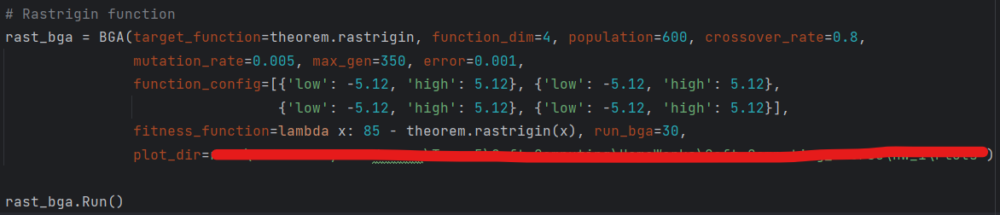 # Rastrigin function
rast_bga = BGA(target_function=theorem.rastrigin, function_dim=4, population=600, crossover_rate=0.8,
mutation_rate=0.005, max_gen=350, error=0.001,
function_config=[{'low': -5.12, 'high': 5.12}, {'low': -5.12, 'high': 5.12},
{'low': -5.12, 'high': 5.12}, {'low': -5.12, 'high': 5.12}],
fitness_function=lambda x: 85 - theorem.rastrigin(x), run_bga=30,
plot_dir= )
rast_bga.Run()